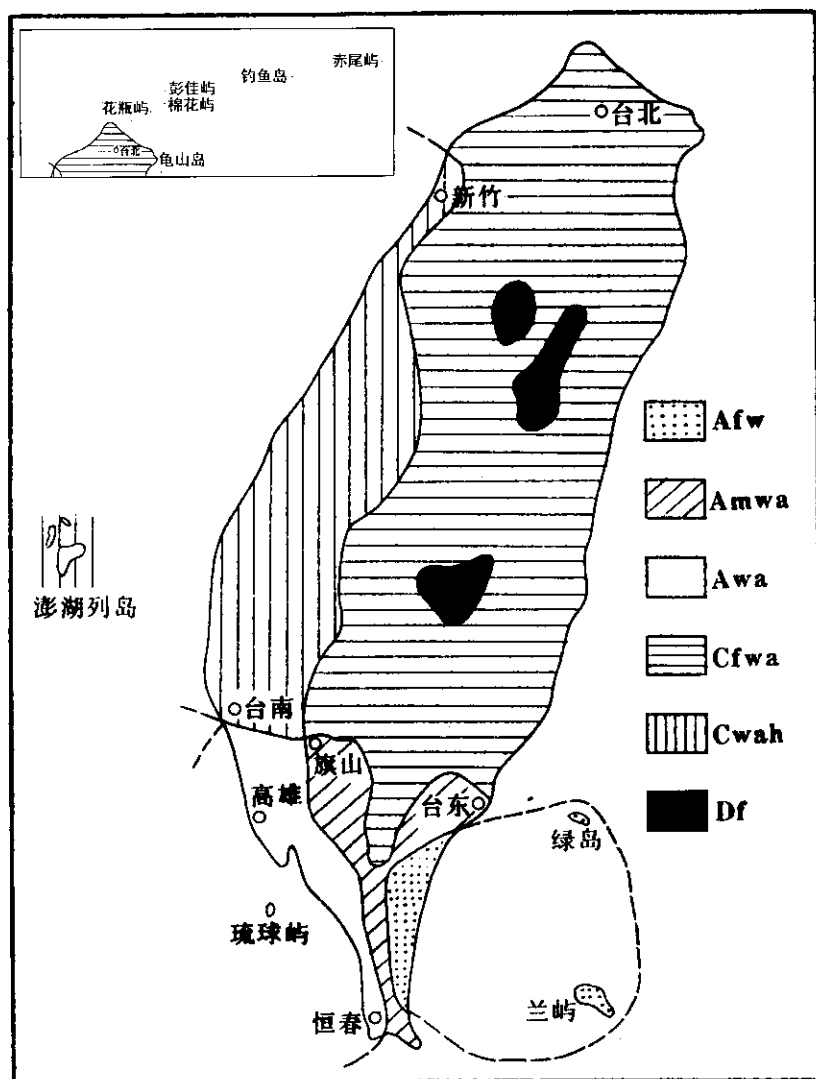 赤尾屿
钓鱼岛
彭佳屿
棉花屿
花瓶屿
台北
龟山岛
台北
新竹
Afw
Amwa
Awa
Cfwa
Cwah
Df
澎湖列岛
台南
旗山
高雄
台东
绿岛
琉球屿
恒春
兰屿